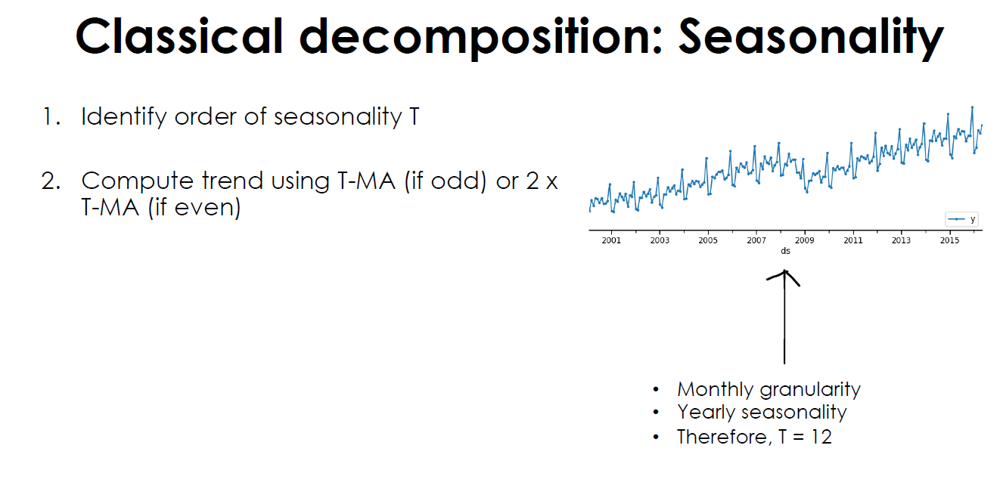 Classical decomposition: Seasonality
1. Identify order of seasonality T
2. Compute trend using T-MA (if odd) or 2 x
T-MA (if even)
y
2001 2003 2005 2007 2009 2011 2013 2015
ds
• Monthly granularity
• Yearly seasonality
• Therefore, T = 12